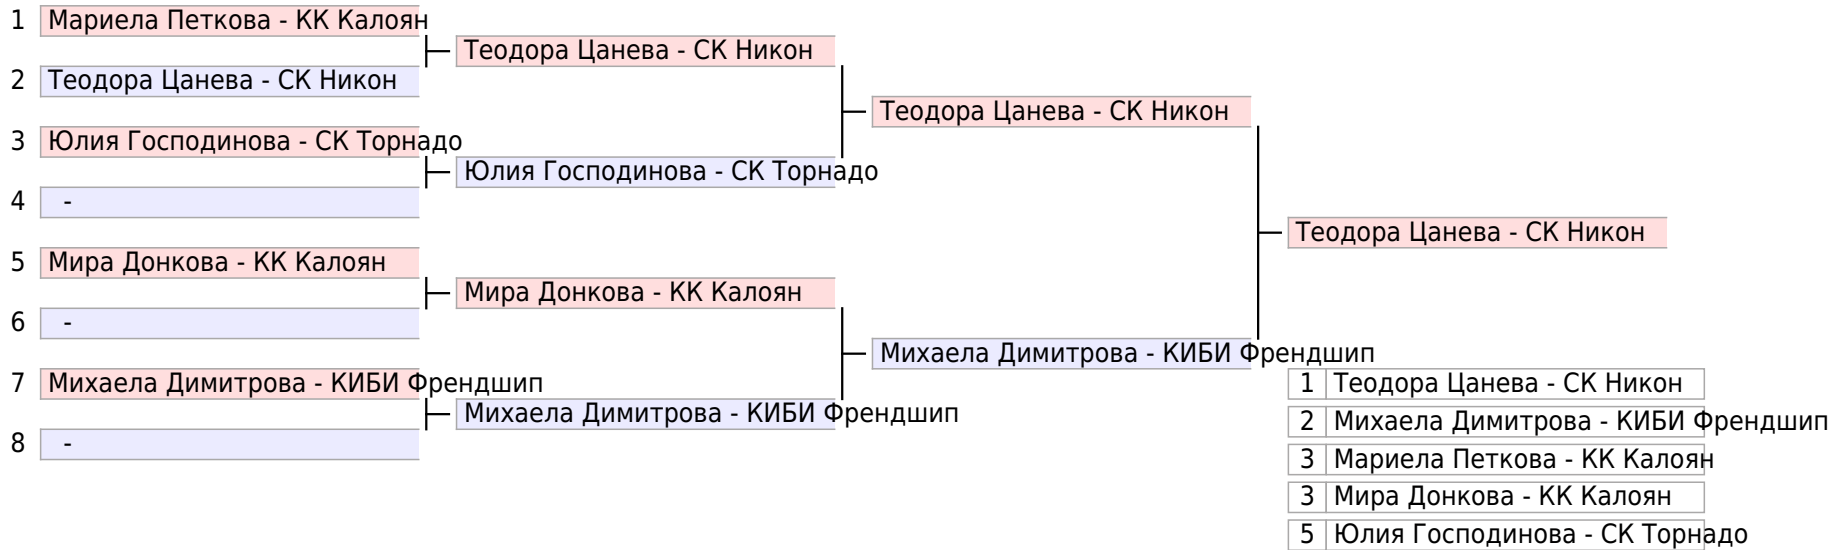 1 Мариела Петкова - КК Калоян
Теодора Цанева - СК Никон
2 Теодора Цанева - СК Никон
Теодора Цанева - СК Никон
3 Юлия Господинова - СК Торнадо
Юлия Господинова - СК Торнадо
4 -
Теодора Цанева - СК Никон
5 Мира Донкова - КК Калоян
Мира Донкова - КК Калоян
6 -
Михаела Димитрова - КИБИ Френдшип
7 Михаела Димитрова - КИБИ Френдшип
Михаела Димитрова - КИБИ Френдшип
8 -
1 Теодора Цанева - СК Никон
2 Михаела Димитрова - КИБИ Френдшип
3 Мариела Петкова - КК Калоян
3 Мира Донкова - КК Калоян
5 Юлия Господинова - СК Торнадо